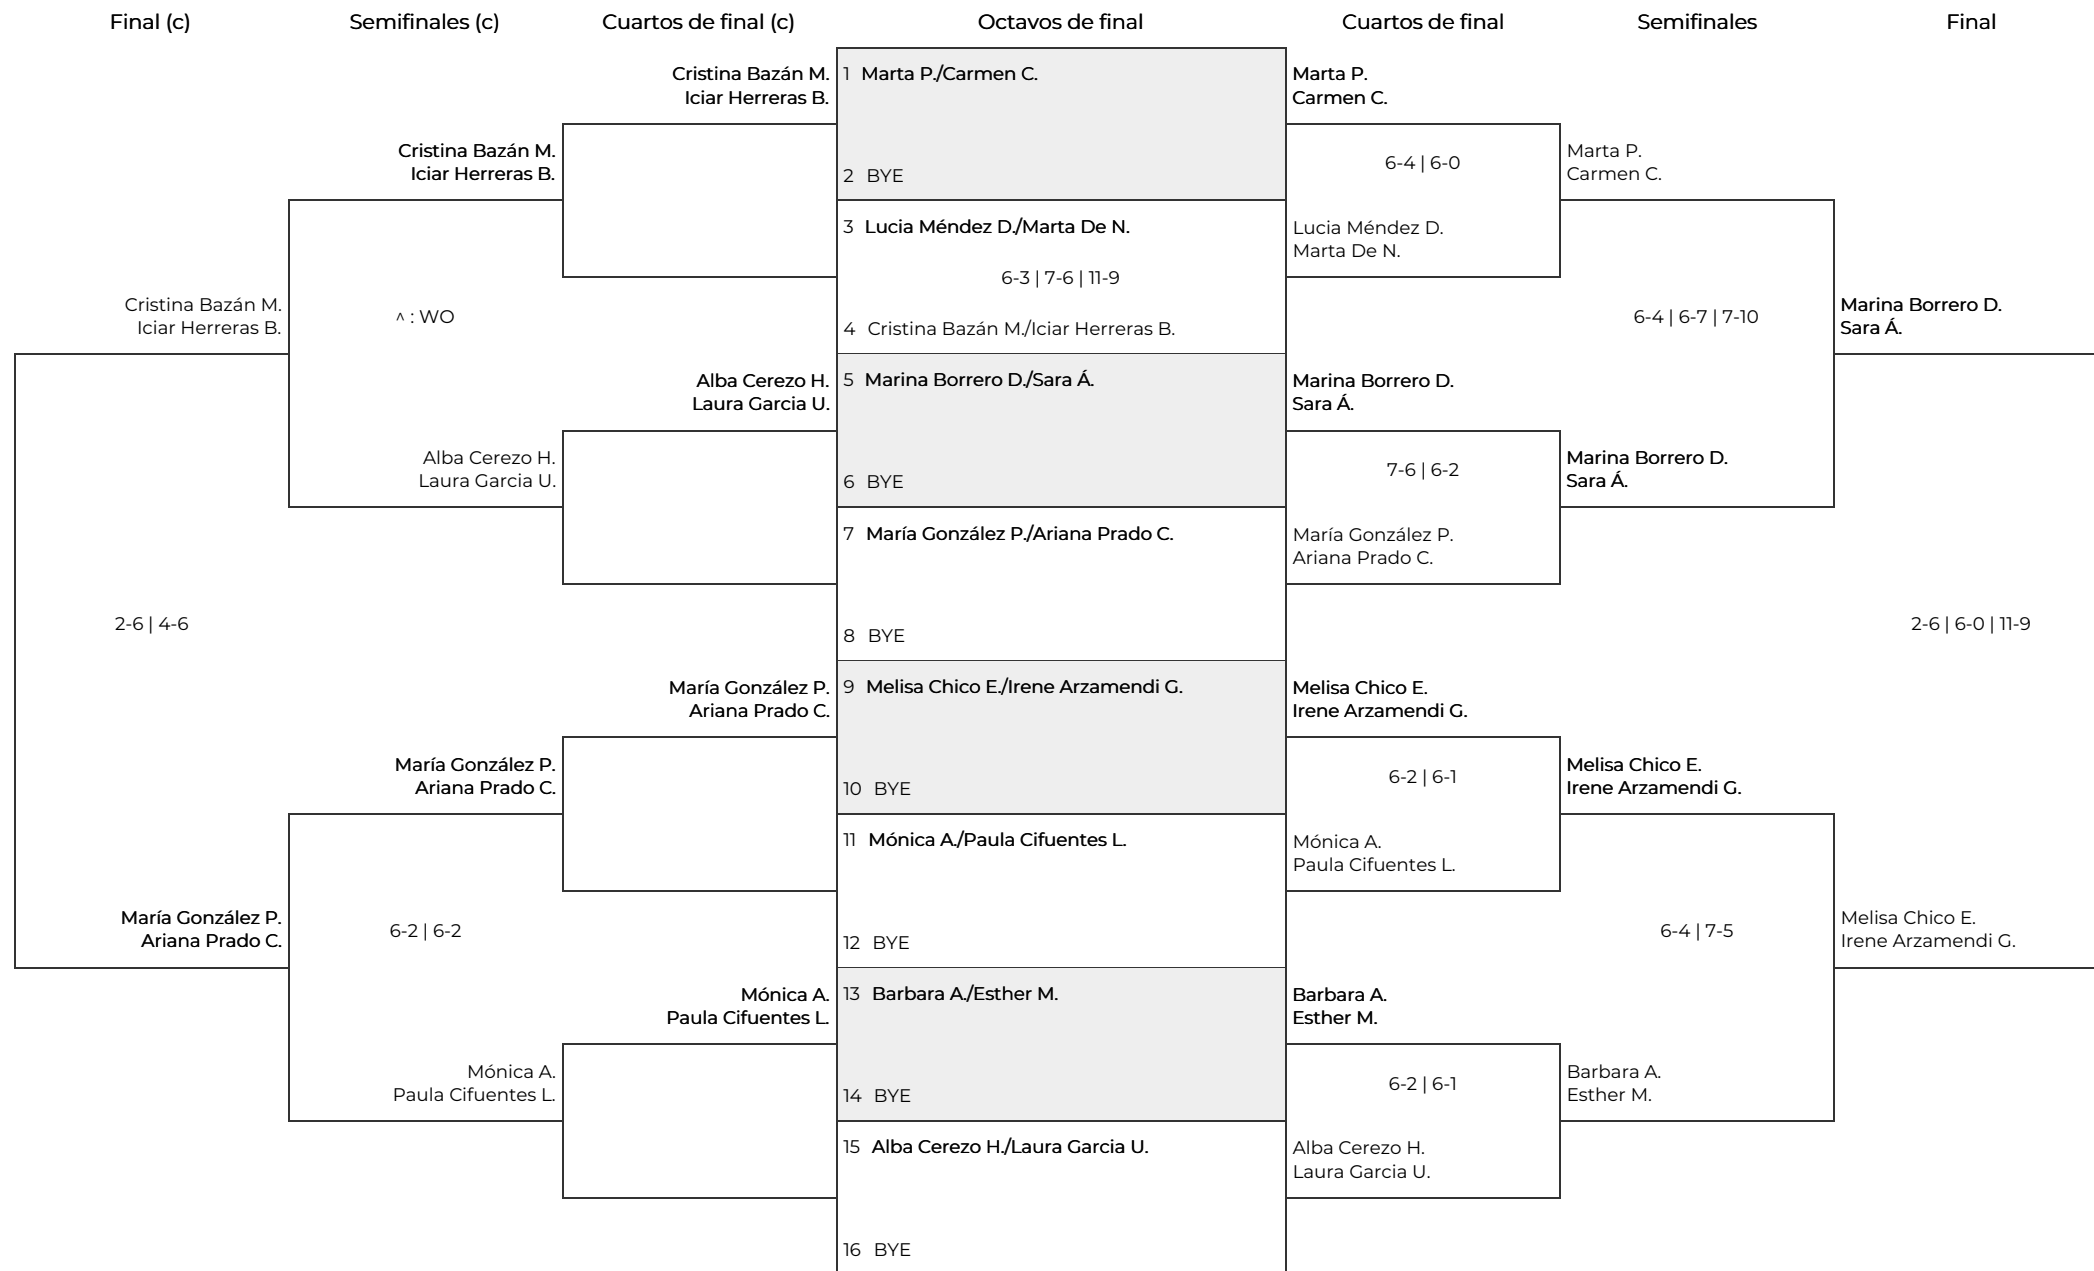 Final (c)
Semifinales (c)
Cuartos de final (c)
Octavos de final
Cuartos de final
Semifinales
Final
Cristina Bazán M.
Iciar Herreras B.
María González P.
Ariana Prado C.
2-6 | 4-6
Cristina Bazán M.
Iciar Herreras B.
^ : WO
Alba Cerezo H.
Laura Garcia U.
María González P.
Ariana Prado C.
6-2 | 6-2
Mónica A.
Paula Cifuentes L.
Cristina Bazán M.
Iciar Herreras B.
Alba Cerezo H.
Laura Garcia U.
María González P.
Ariana Prado C.
Mónica A.
Paula Cifuentes L.
1 Marta P./Carmen C.
2 BYE
3 Lucia Méndez D./Marta De N.
6-3 | 7-6 | 11-9
4 Cristina Bazán M./Iciar Herreras B.
5 Marina Borrero D./Sara Á.
6 BYE
7 María González P./Ariana Prado C.
8 BYE
9 Melisa Chico E./Irene Arzamendi G.
10 BYE
11 Mónica A./Paula Cifuentes L.
12 BYE
13 Barbara A./Esther M.
14 BYE
15 Alba Cerezo H./Laura Garcia U.
16 BYE
Marta P.
Carmen C.
6-4 | 6-0
Lucia Méndez D.
Marta De N.
Marina Borrero D.
Sara Á.
7-6 | 6-2
María González P.
Ariana Prado C.
Melisa Chico E.
Irene Arzamendi G.
6-2 | 6-1
Mónica A.
Paula Cifuentes L.
Barbara A.
Esther M.
6-2 | 6-1
Alba Cerezo H.
Laura Garcia U.
Marta P.
Carmen C.
6-4 | 6-7 | 7-10
Marina Borrero D.
Sara Á.
Melisa Chico E.
Irene Arzamendi G.
6-4 | 7-5
Barbara A.
Esther M.
Marina Borrero D.
Sara Á.
2-6 | 6-0 | 11-9
Melisa Chico E.
Irene Arzamendi G.